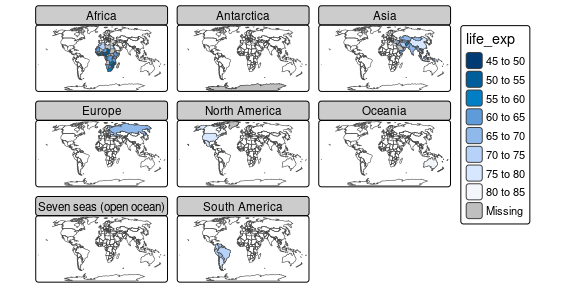 Africa
Antarctica
Asia
Europe
North America
Oceania
Seven seas (open ocean)
South America
life_exp
45 to 50
50 to 55
55 to 60
60 to 65
65 to 70
70 to 75
75 to 80
80 to 85
Missing